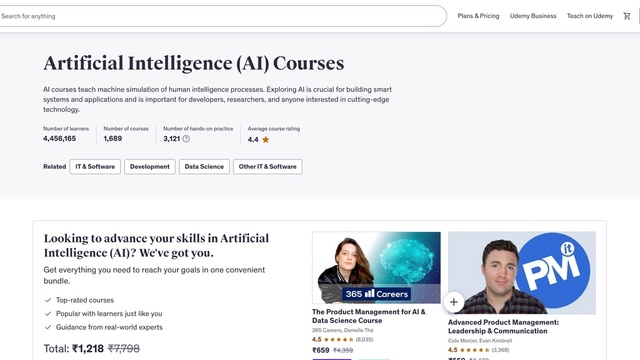 Search for anything
Plans & Pricing
Udemy Business
Teach on Udemy
Artificial Intelligence (AI) Courses
AI courses teach machine simulation of human intelligence processes. Exploring AI is crucial for building smart
systems and applications and is important for developers, researchers, and anyone interested in cutting-edge
technology.
Number of learners
4,456,165
Number of courses
1,689
Number of hands-on practice
3,121
Average course rating
4.4
Related
IT & Software
Development
Data Science
Other IT & Software
Looking to advance your skills in Artificial
Intelligence (AI)? We've got you.
Get everything you need to reach your goals in one convenient
bundle.
Top-rated courses
Popular with learners just like you
Guidance from real-world experts
Total: ₹1,218 ₹7,798
365 Careers
The Product Management for AI &
Data Science Course
365 Careers, Danielle Thé
4.5 (8,035)
₹659 ₹4,359
PM
it
Advanced Product Management:
Leadership & Communication
Cole Mercer, Evan Kimbrell
4.5 (3,368)